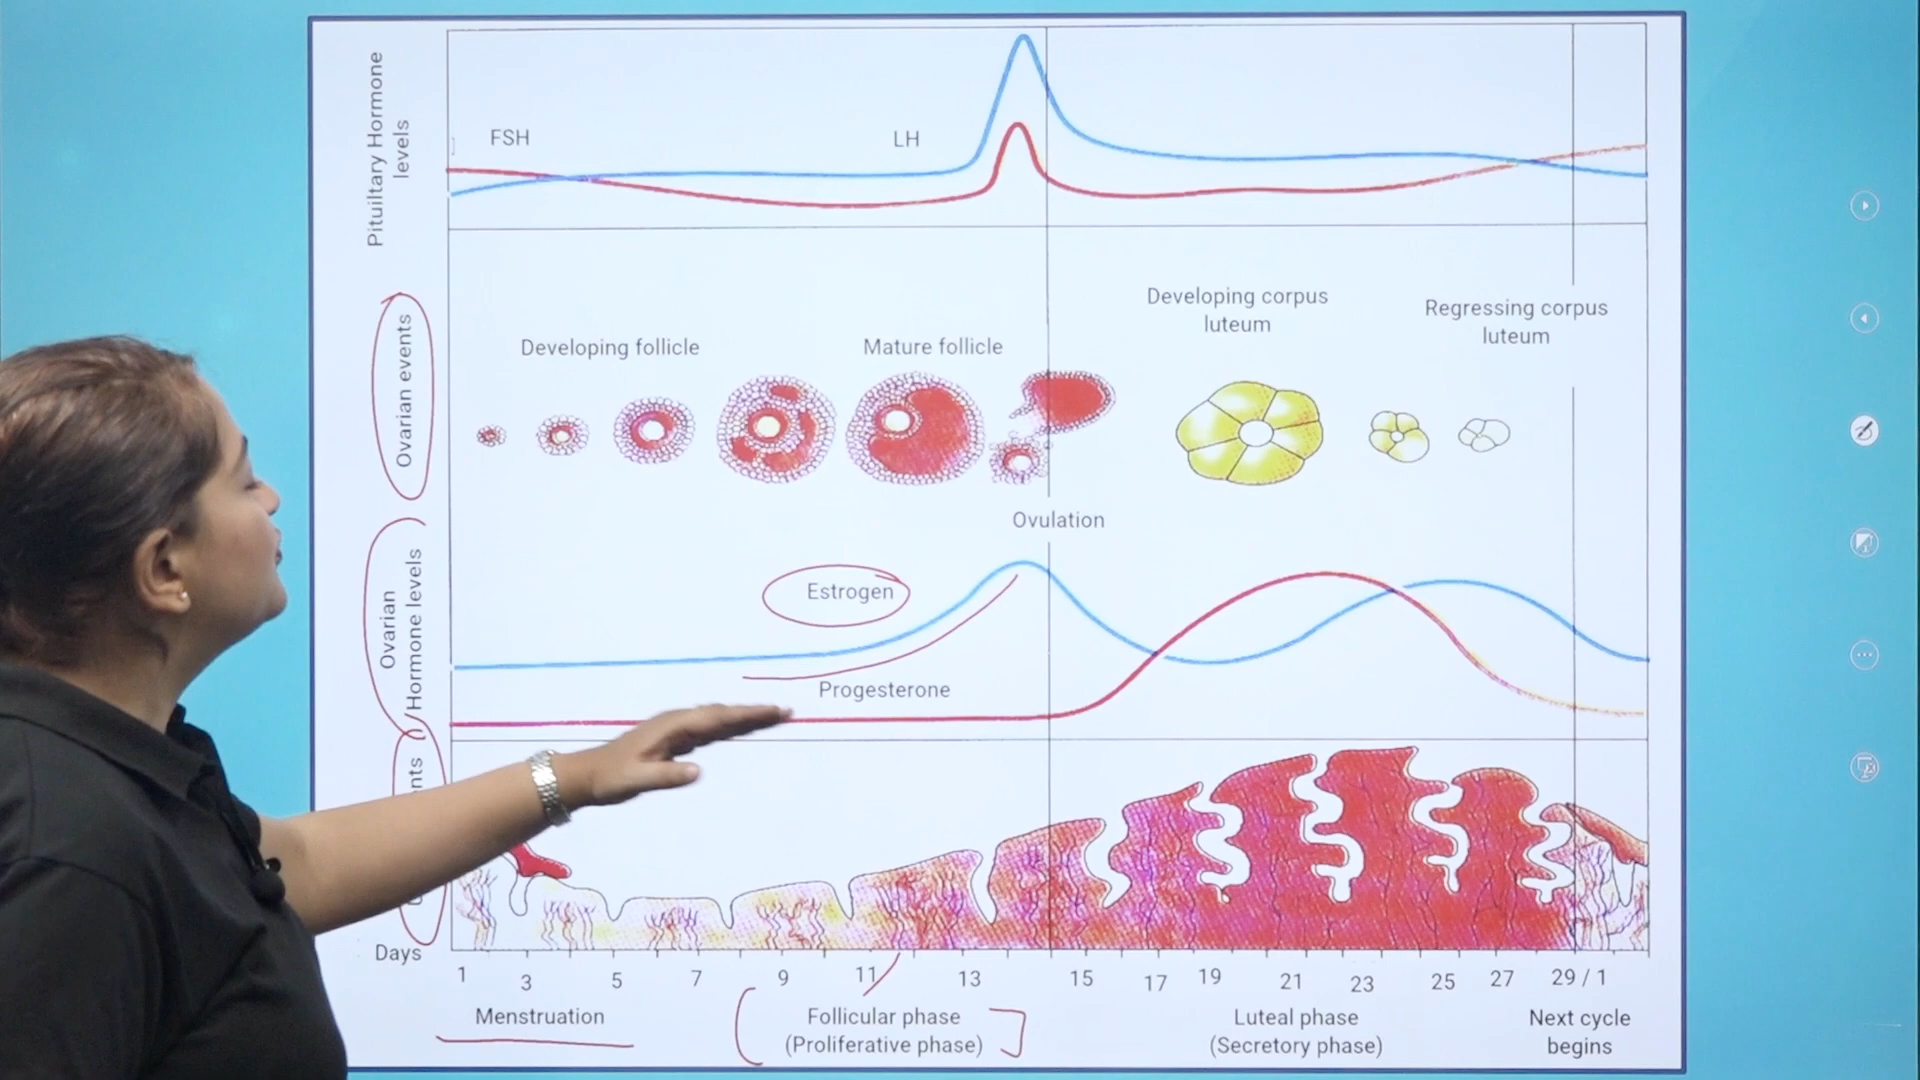 Pituiltary Hormone
levels
FSH
LH
Ovarian events
Developing follicle
Mature follicle
Developing corpus
luteum
Regressing corpus
luteum
Ovulation
Ovarian
Hormone levels
Estrogen
Progesterone
Days
1 3 5 7 9 11 13 15 17 19 21 23 25 27 29 / 1
Menstruation
Follicular phase
(Proliferative phase)
Luteal phase
(Secretory phase)
Next cycle
begins